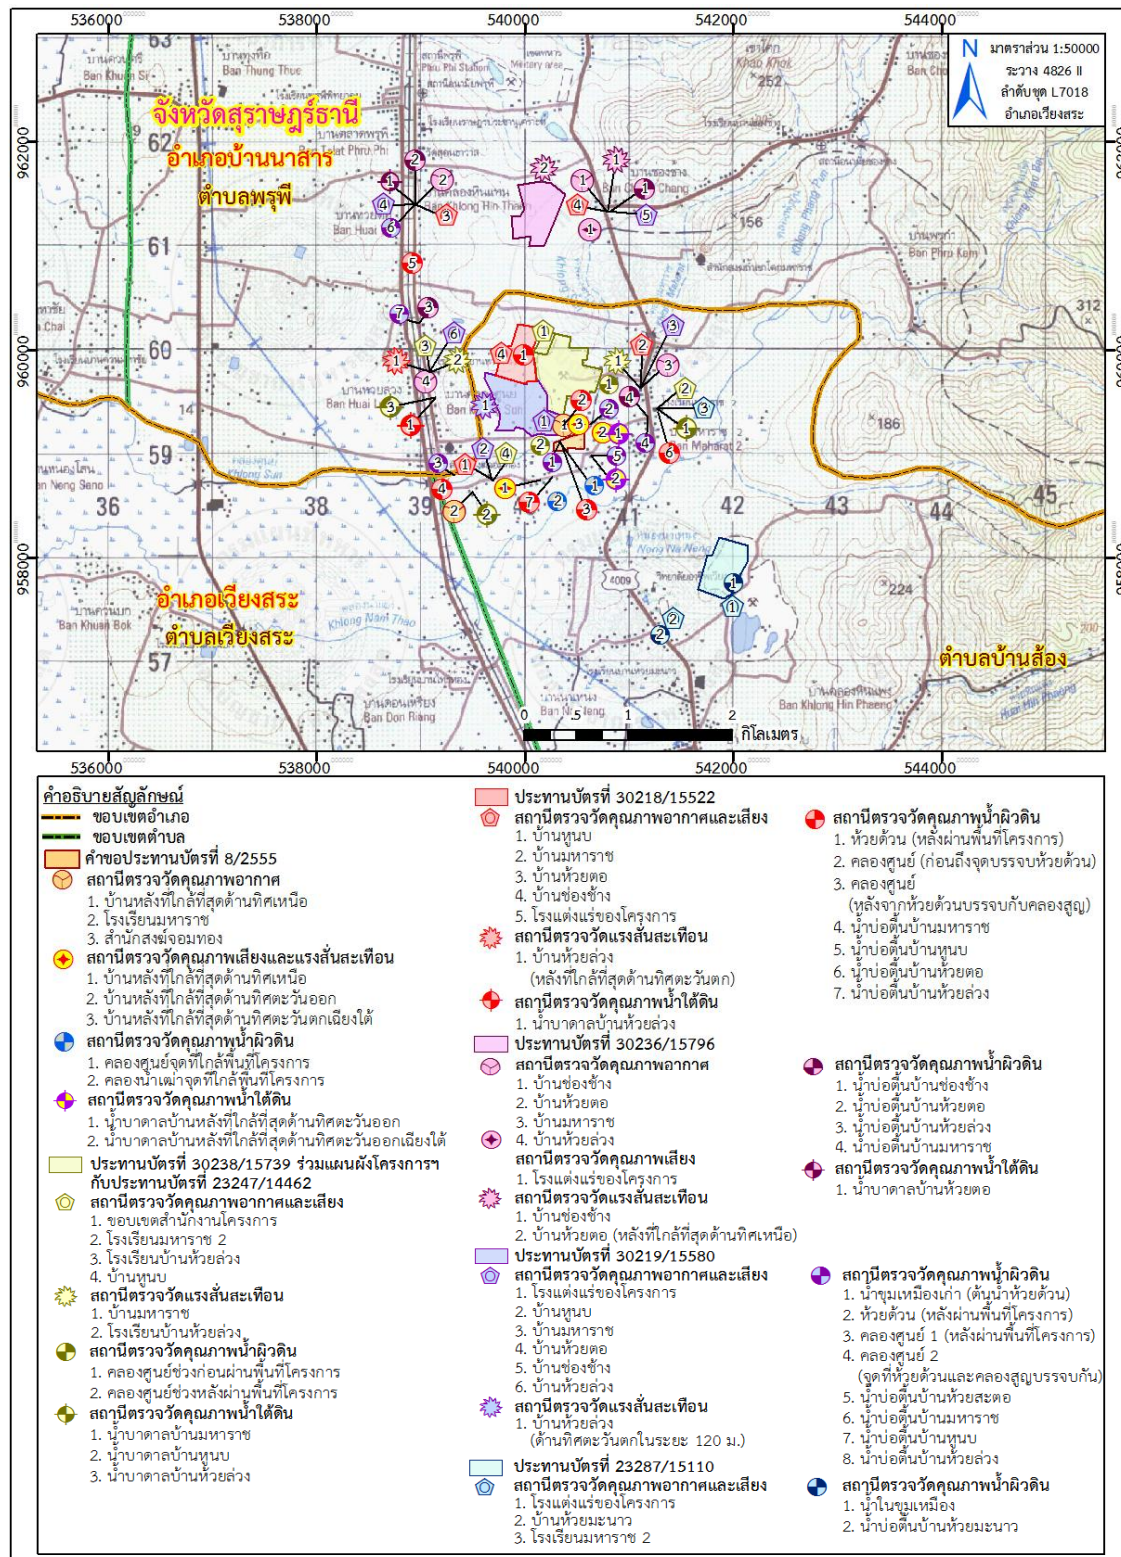 536000 538000 540000 542000 544000
N มาตราส่วน 1:50000
ระวาง 4826 II
ลำดับชุด L7018
อำเภอเวียงสระ
จังหวัดสุราษฎร์ธานี
อำเภอบ้านนาสาร
ตำบลพรุพี
962000
960000
958000
Ban Thung Thue
Phru Phi Station
Military area
Khao Khok
252
62
61
60
59
57
156
312
186
224
14
Ban Maharat 2
Nong Na Neng
4009
Khlong Nam Thao
36 37 38 39 41 42 43 44 45
อำเภอเวียงสระ
ตำบลเวียงสระ
ตำบลบ้านส้อง
Ban Khuan Bok
Ban Don Riang
Ban Na Neng
Ban Khlong Hin Phaeng
Huai Hin Phaeng
0 .5 1 2
กิโลเมตร
536000 538000 540000 542000 544000
คำอธิบายสัญลักษณ์
ขอบเขตอำเภอ
ขอบเขตตำบล
คำขอประทานบัตรที่ 8/2555
สถานีตรวจวัดคุณภาพอากาศ
1. บ้านหลังที่ใกล้ที่สุดด้านทิศเหนือ
2. โรงเรียนมหาราช
3. สำนักสงฆ์จอมทอง
สถานีตรวจวัดคุณภาพเสียงและแรงสั่นสะเทือน
1. บ้านหลังที่ใกล้ที่สุดด้านทิศเหนือ
2. บ้านหลังที่ใกล้ที่สุดด้านทิศตะวันออก
3. บ้านหลังที่ใกล้ที่สุดด้านทิศตะวันตกเฉียงใต้
สถานีตรวจวัดคุณภาพน้ำผิวดิน
1. คลองศูนย์จุดที่ใกล้พื้นที่โครงการ
2. คลองน้ำเฒ่าจุดที่ใกล้พื้นที่โครงการ
สถานีตรวจวัดคุณภาพน้ำใต้ดิน
1. น้ำบาดาลบ้านหลังที่ใกล้ที่สุดด้านทิศตะวันออก
2. น้ำบาดาลบ้านหลังที่ใกล้ที่สุดด้านทิศตะวันออกเฉียงใต้
ประทานบัตรที่ 30238/15739 ร่วมแผนผังโครงการฯ
กับประทานบัตรที่ 23247/14462
สถานีตรวจวัดคุณภาพอากาศและเสียง
1. ขอบเขตสำนักงานโครงการ
2. โรงเรียนมหาราช 2
3. โรงเรียนบ้านห้วยล่วง
4. บ้านหูนบ
สถานีตรวจวัดแรงสั่นสะเทือน
1. บ้านมหาราช
2. โรงเรียนบ้านห้วยล่วง
สถานีตรวจวัดคุณภาพน้ำผิวดิน
1. คลองศูนย์ช่วงก่อนผ่านพื้นที่โครงการ
2. คลองศูนย์ช่วงหลังผ่านพื้นที่โครงการ
สถานีตรวจวัดคุณภาพน้ำใต้ดิน
1. น้ำบาดาลบ้านมหาราช
2. น้ำบาดาลบ้านหูนบ
3. น้ำบาดาลบ้านห้วยล่วง
ประทานบัตรที่ 30218/15522
สถานีตรวจวัดคุณภาพอากาศและเสียง
1. บ้านหูนบ
2. บ้านมหาราช
3. บ้านห้วยตอ
4. บ้านช่องช้าง
5. โรงแต่งแร่ของโครงการ
สถานีตรวจวัดแรงสั่นสะเทือน
1. บ้านห้วยล่วง
(หลังที่ใกล้ที่สุดด้านทิศตะวันตก)
สถานีตรวจวัดคุณภาพน้ำใต้ดิน
1. น้ำบาดาลบ้านห้วยล่วง
สถานีตรวจวัดคุณภาพน้ำผิวดิน
1. ห้วยด้วน (หลังผ่านพื้นที่โครงการ)
2. คลองศูนย์ (ก่อนถึงจุดบรรจบห้วยด้วน)
3. คลองศูนย์
(หลังจากห้วยด้วนบรรจบกับคลองสูญ)
4. น้ำบ่อตื้นบ้านมหาราช
5. น้ำบ่อตื้นบ้านหูนบ
6. น้ำบ่อตื้นบ้านห้วยตอ
7. น้ำบ่อตื้นบ้านห้วยล่วง
ประทานบัตรที่ 30236/15796
สถานีตรวจวัดคุณภาพอากาศ
1. บ้านช่องช้าง
2. บ้านห้วยตอ
3. บ้านมหาราช
4. บ้านห้วยล่วง
สถานีตรวจวัดคุณภาพเสียง
1. โรงแต่งแร่ของโครงการ
สถานีตรวจวัดแรงสั่นสะเทือน
1. บ้านช่องช้าง
2. บ้านห้วยตอ (หลังที่ใกล้ที่สุดด้านทิศเหนือ)
สถานีตรวจวัดคุณภาพน้ำผิวดิน
1. น้ำบ่อตื้นบ้านช่องช้าง
2. น้ำบ่อตื้นบ้านห้วยตอ
3. น้ำบ่อตื้นบ้านห้วยล่วง
4. น้ำบ่อตื้นบ้านมหาราช
สถานีตรวจวัดคุณภาพน้ำใต้ดิน
1. น้ำบาดาลบ้านห้วยตอ
ประทานบัตรที่ 30219/15580
สถานีตรวจวัดคุณภาพอากาศและเสียง
1. โรงแต่งแร่ของโครงการ
2. บ้านหูนบ
3. บ้านมหาราช
4. บ้านห้วยตอ
5. บ้านช่องช้าง
6. บ้านห้วยล่วง
สถานีตรวจวัดแรงสั่นสะเทือน
1. บ้านห้วยล่วง
(ด้านทิศตะวันตกในระยะ 120 ม.)
สถานีตรวจวัดคุณภาพน้ำผิวดิน
1. น้ำขุมเหมืองเก่า (ต้นน้ำห้วยด้วน)
2. ห้วยด้วน (หลังผ่านพื้นที่โครงการ)
3. คลองศูนย์ 1 (หลังผ่านพื้นที่โครงการ)
4. คลองศูนย์ 2
(จุดที่ห้วยด้วนและคลองสูญบรรจบกัน)
5. น้ำบ่อตื้นบ้านห้วยสะตอ
6. น้ำบ่อตื้นบ้านมหาราช
7. น้ำบ่อตื้นบ้านหูนบ
8. น้ำบ่อตื้นบ้านห้วยล่วง
ประทานบัตรที่ 23287/15110
สถานีตรวจวัดคุณภาพอากาศและเสียง
1. โรงแต่งแร่ของโครงการ
2. บ้านห้วยมะนาว
3. โรงเรียนมหาราช 2
สถานีตรวจวัดคุณภาพน้ำผิวดิน
1. น้ำในขุมเหมือง
2. น้ำบ่อตื้นบ้านห้วยมะนาว